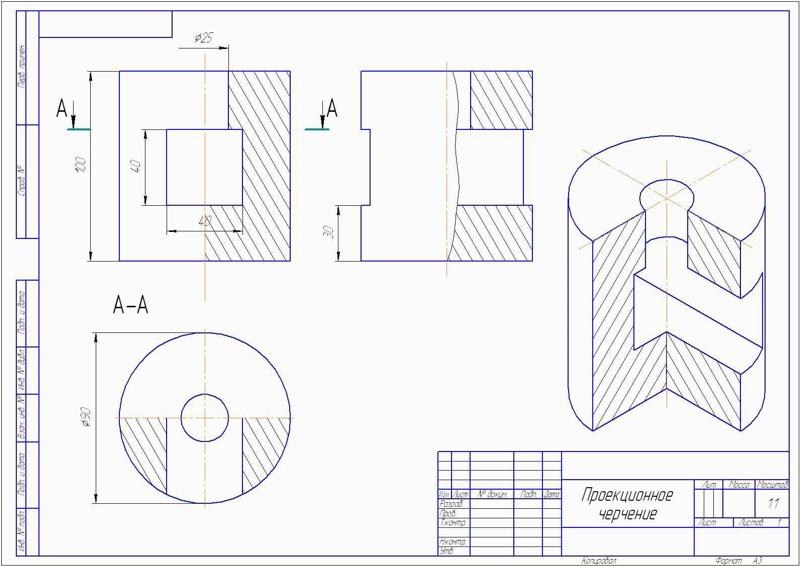 Перв. примен.
Справ. №
Подп. и дата
Инв. № дубл.
Взам. инв. №
Подп. и дата
Инв. № подл.
⌀25
А
А
100
40
40
30
А-А
⌀90
Изм. Лист № докум. Подп. Дата
Разраб.
Пров.
Т.контр.
Н.контр.
Утв.
Проекционное
черчение
Лит. Масса Масштаб
1:1
Лист Листов 1
Копировал Формат А3